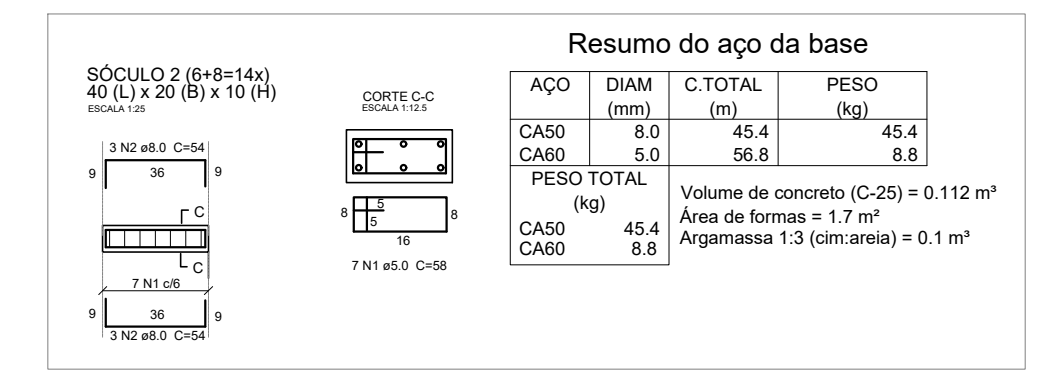 Resumo do aço da base
SÓCULO 2 (6+8=14x)
40 (L) x 20 (B) x 10 (H)
ESCALA 1:25
3 N2 ø8.0 C=54
9 36 9
C
C
7 N1 c/6
9 36 9
3 N2 ø8.0 C=54
CORTE C-C
ESCALA 1:12.5
8 5 8
5
16
7 N1 ø5.0 C=58
AÇO DIAM C.TOTAL PESO
(mm) (m) (kg)
CA50 8.0 45.4 45.4
CA60 5.0 56.8 8.8
PESO TOTAL
(kg)
CA50 45.4
CA60 8.8
Volume de concreto (C-25) = 0.112 m³
Área de formas = 1.7 m²
Argamassa 1:3 (cim:areia) = 0.1 m³